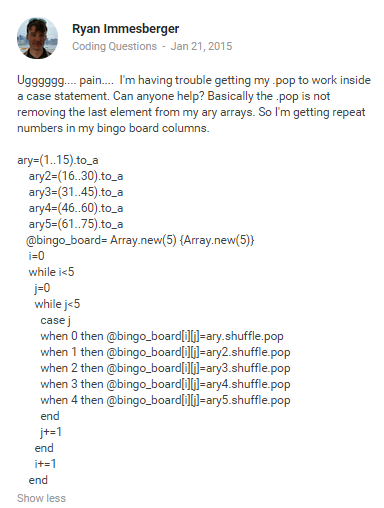 Ryan Immesberger
Coding Questions - Jan 21, 2015
Ugggggg.... pain.... I'm having trouble getting my .pop to work inside
a case statement. Can anyone help? Basically the .pop is not
removing the last element from my ary arrays. So I'm getting repeat
numbers in my bingo board columns.
ary=(1..15).to_a
ary2=(16..30).to_a
ary3=(31..45).to_a
ary4=(46..60).to_a
ary5=(61..75).to_a
@bingo_board= Array.new(5) {Array.new(5)}
i=0
while i<5
j=0
while j<5
case j
when 0 then @bingo_board[i][j]=ary.shuffle.pop
when 1 then @bingo_board[i][j]=ary2.shuffle.pop
when 2 then @bingo_board[i][j]=ary3.shuffle.pop
when 3 then @bingo_board[i][j]=ary4.shuffle.pop
when 4 then @bingo_board[i][j]=ary5.shuffle.pop
end
j+=1
end
i+=1
end
Show less